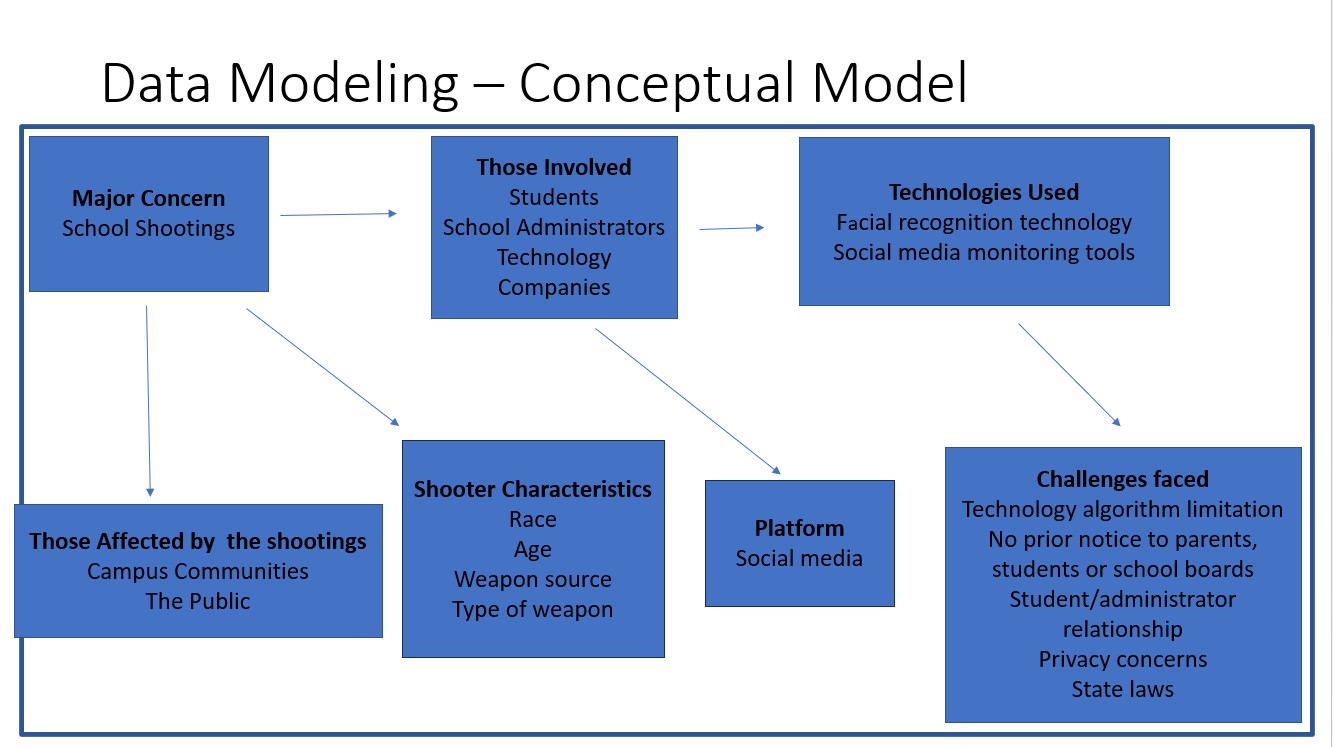 Data Modeling – Conceptual Model
Major Concern
School Shootings
Those Involved
Students
School Administrators
Technology
Companies
Technologies Used
Facial recognition technology
Social media monitoring tools
Those Affected by  the shootings
Campus Communities
The Public
Shooter Characteristics
Race
Age
Weapon source
Type of weapon
Platform
Social media
Challenges faced
Technology algorithm limitation
No prior notice to parents,
students or school boards
Student/administrator
relationship
Privacy concerns
State laws